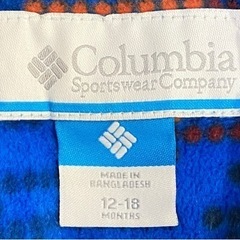 Columbia
Sportswear Company
MADE IN
BANGLADESH
12-18
MONTHS